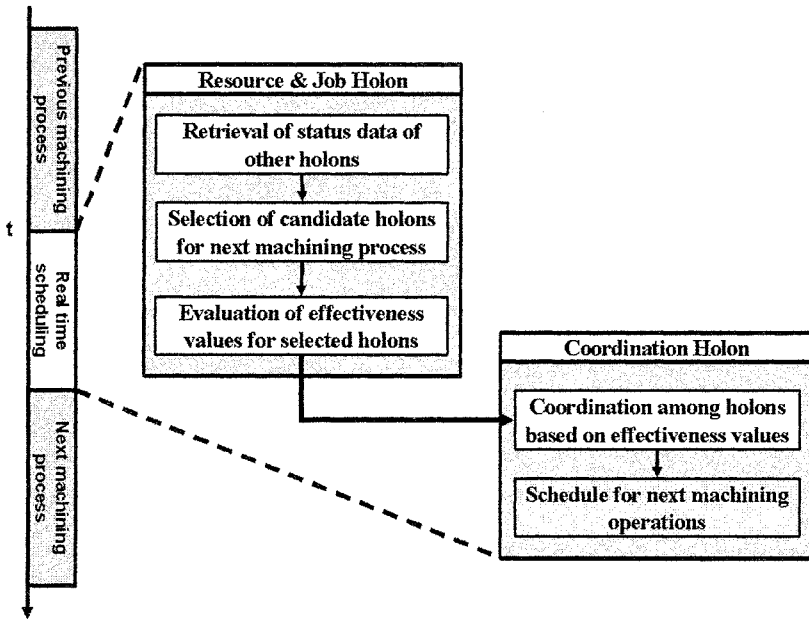 Previous machining
process
t
Real time
scheduling
Next machining
process
Resource & Job Holon
Retrieval of status data of
other holons
Selection of candidate holons
for next machining process
Evaluation of effectiveness
values for selected holons
Coordination Holon
Coordination among holons
based on effectiveness values
Schedule for next machining
operations